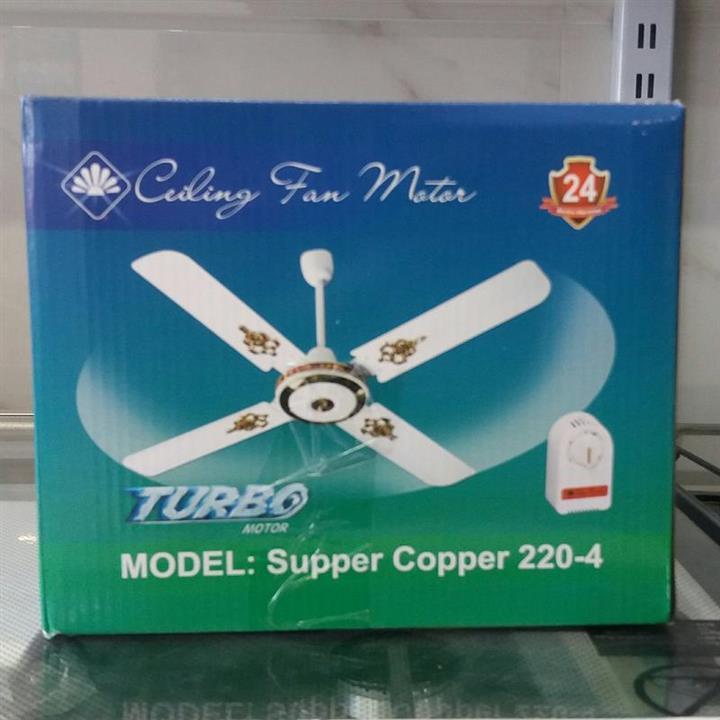 Ceiling Fan Motor
24
TURBO
MOTOR
MODEL: Supper Copper 220-4